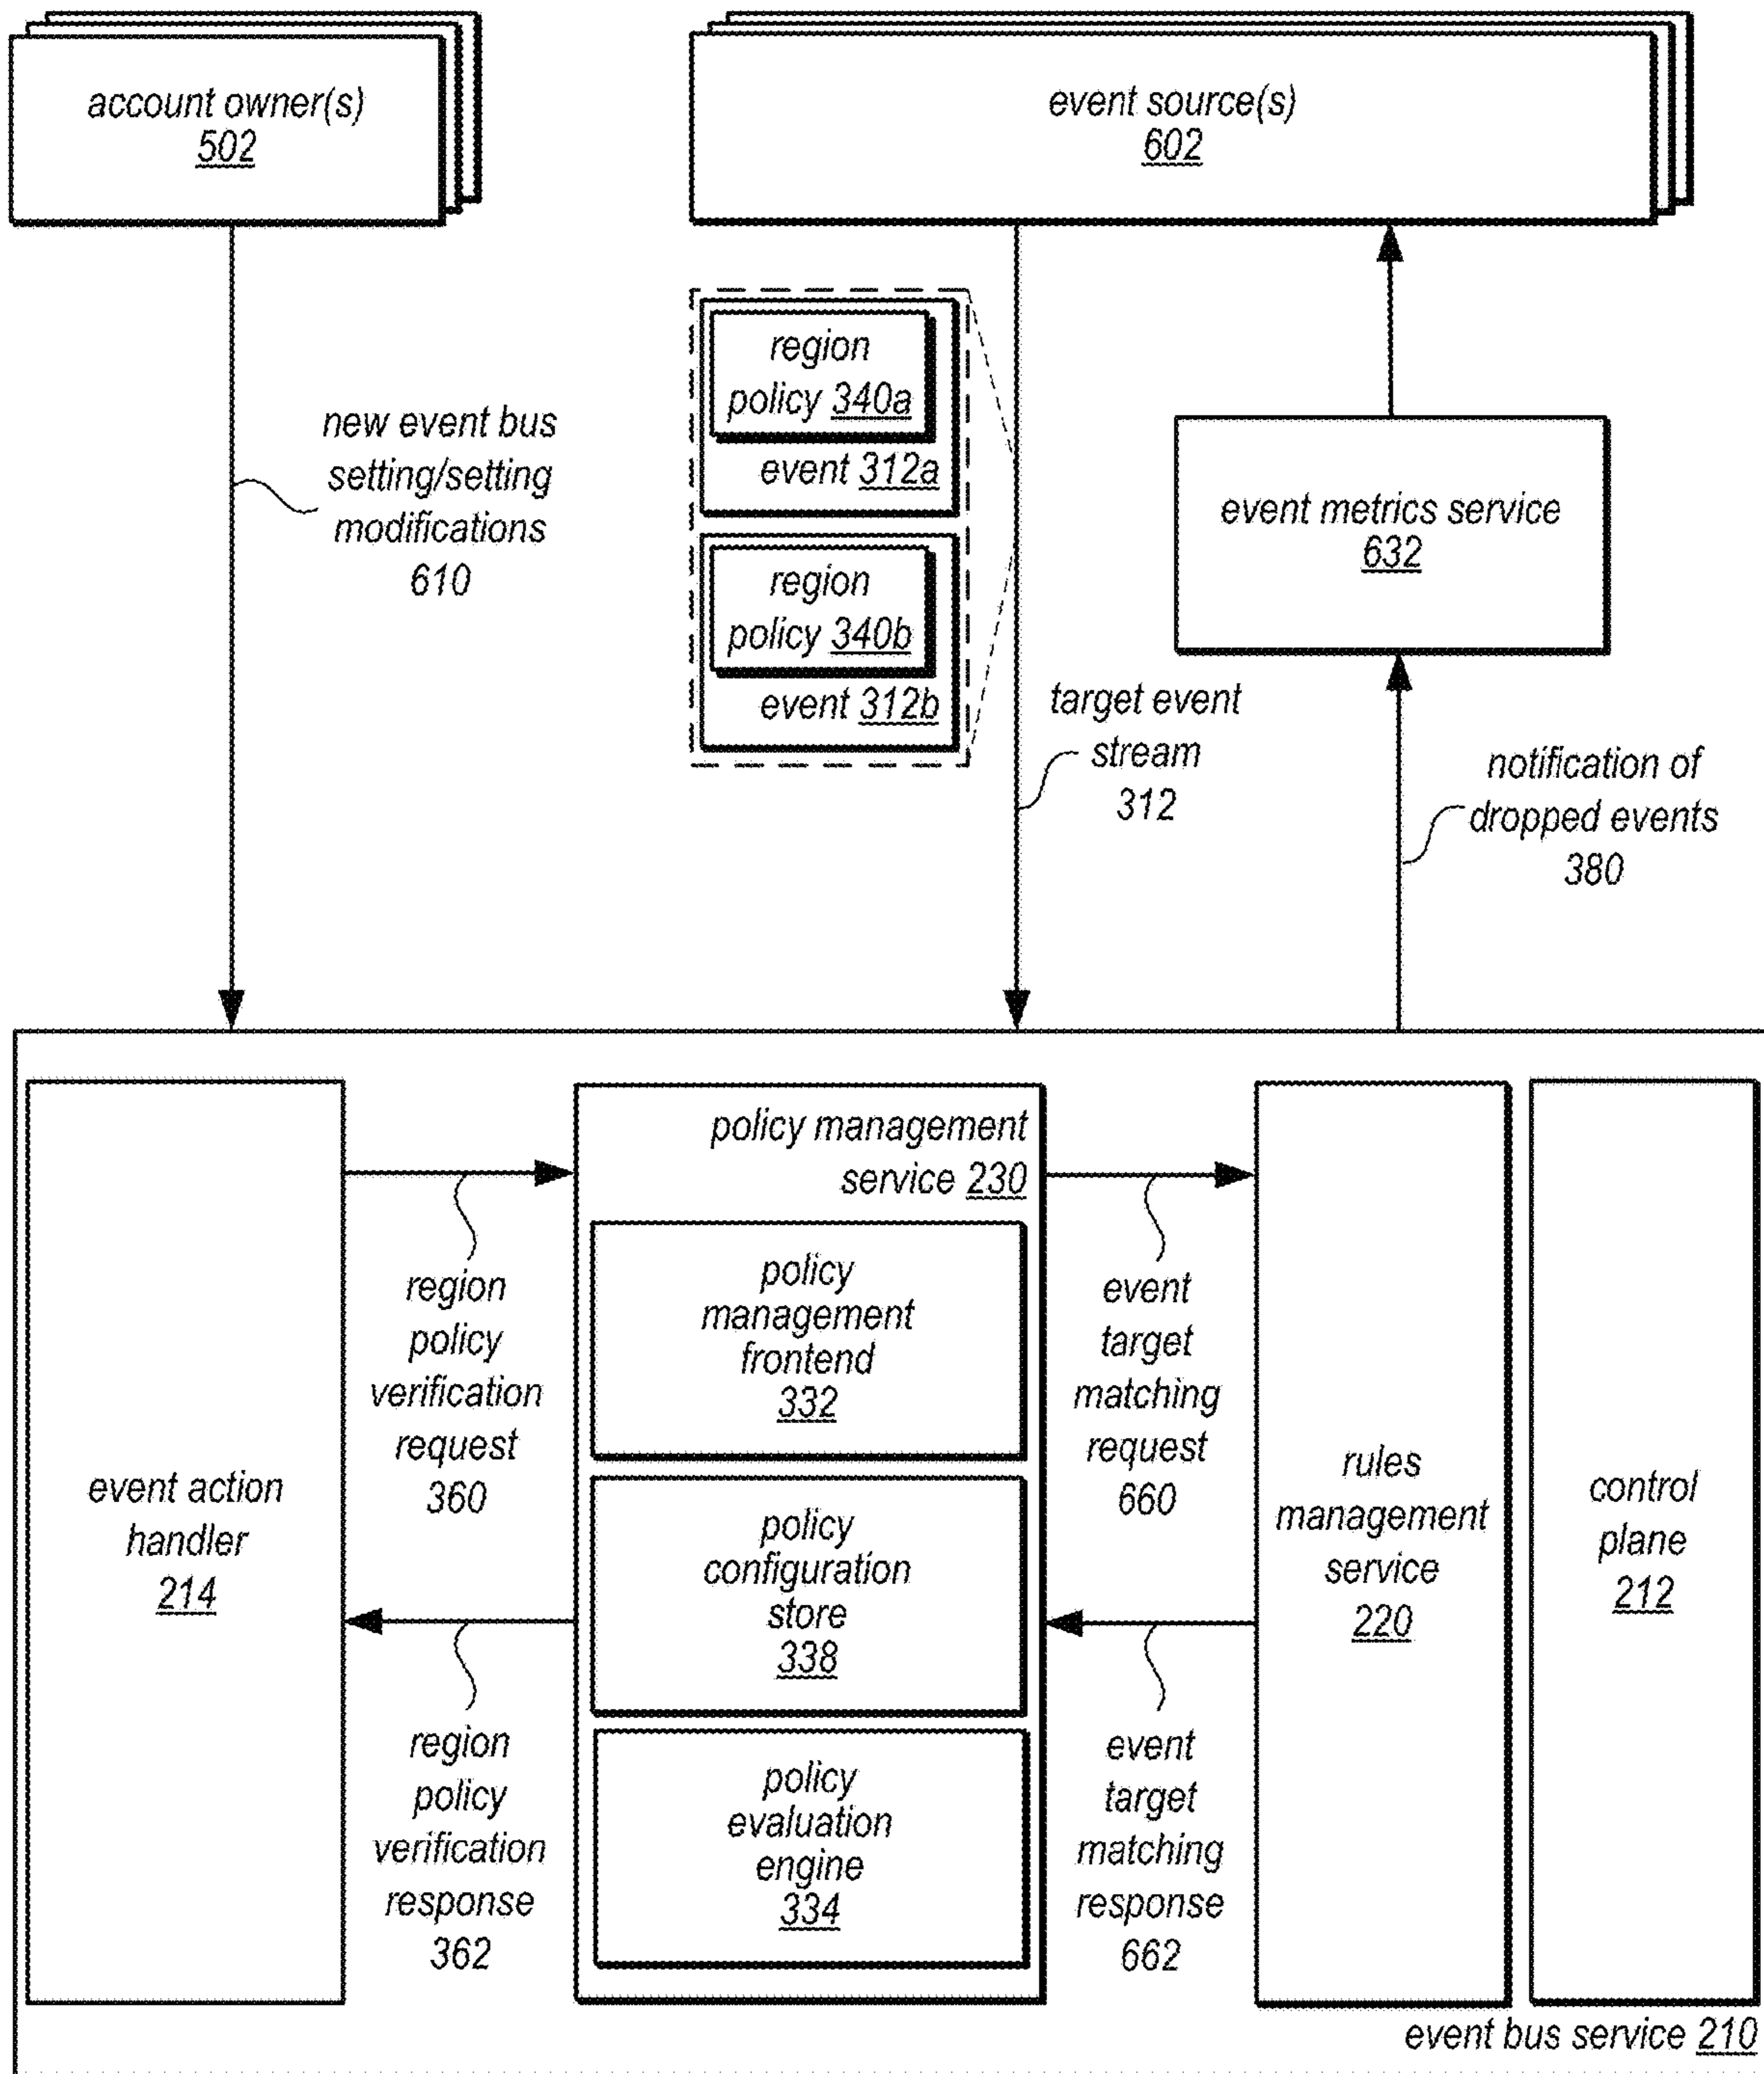 account owner(s)
502
event source(s)
602
region
policy 340a
event 312a
region
policy 340b
event 312b
new event bus
setting/setting
modifications
610
event metrics service
632
target event
stream
312
notification of
dropped events
380
event action
handler
214
region
policy
verification
request
360
region
policy
verification
response
362
policy management
service 230
policy
management
frontend
332
policy
configuration
store
338
policy
evaluation
engine
334
event
target
matching
request
660
event
target
matching
response
662
rules
management
service
220
control
plane
212
event bus service 210